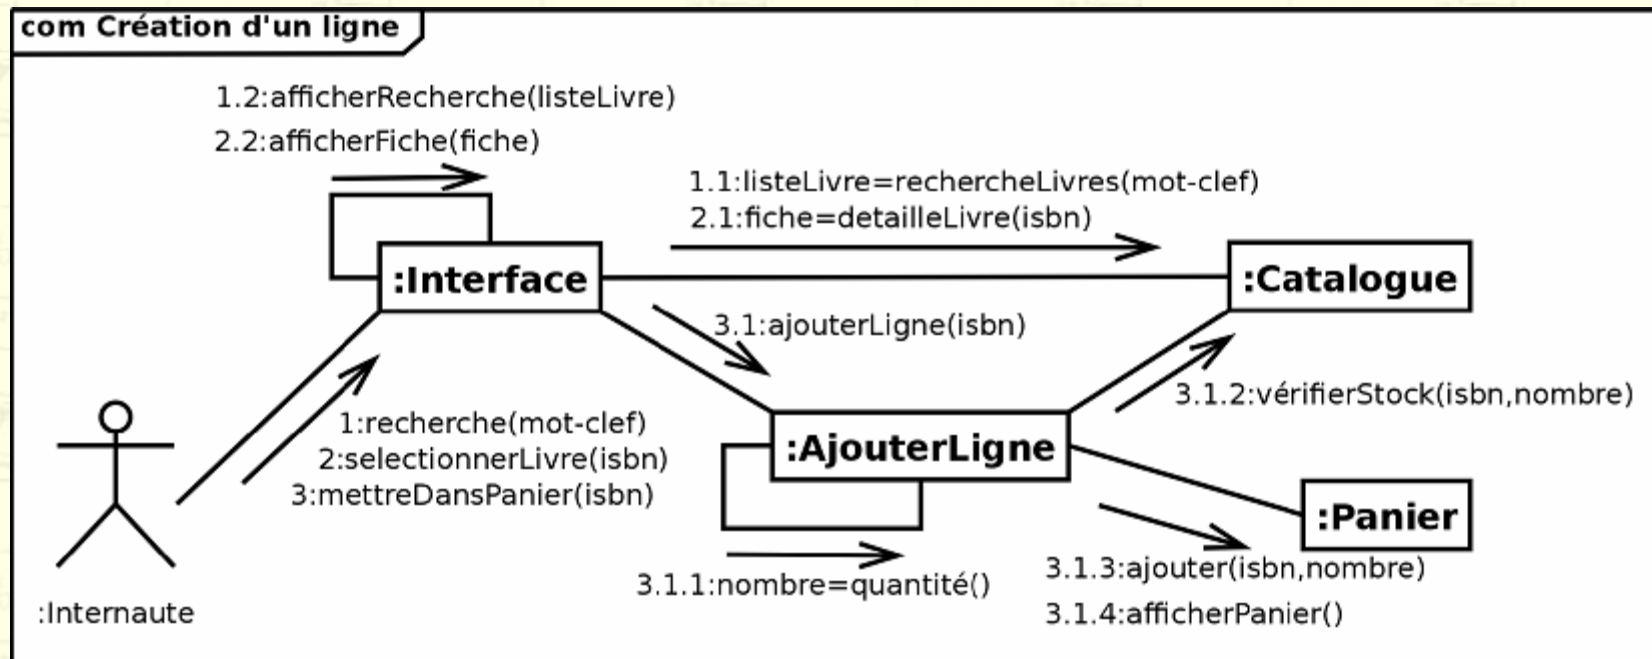 com Création d'un ligne
1.2:afficherRecherche(listeLivre)
2.2:afficherFiche(fiche)
1.1:listeLivre=rechercheLivres(mot-clef)
2.1:fiche=detailleLivre(isbn)
:Interface
:Catalogue
3.1:ajouterLigne(isbn)
3.1.2:vérifierStock(isbn,nombre)
1:recherche(mot-clef)
2:selectionnerLivre(isbn)
3:mettreDansPanier(isbn)
:AjouterLigne
:Panier
3.1.1:nombre=quantité()
3.1.3:ajouter(isbn,nombre)
3.1.4:afficherPanier()
:Internaute